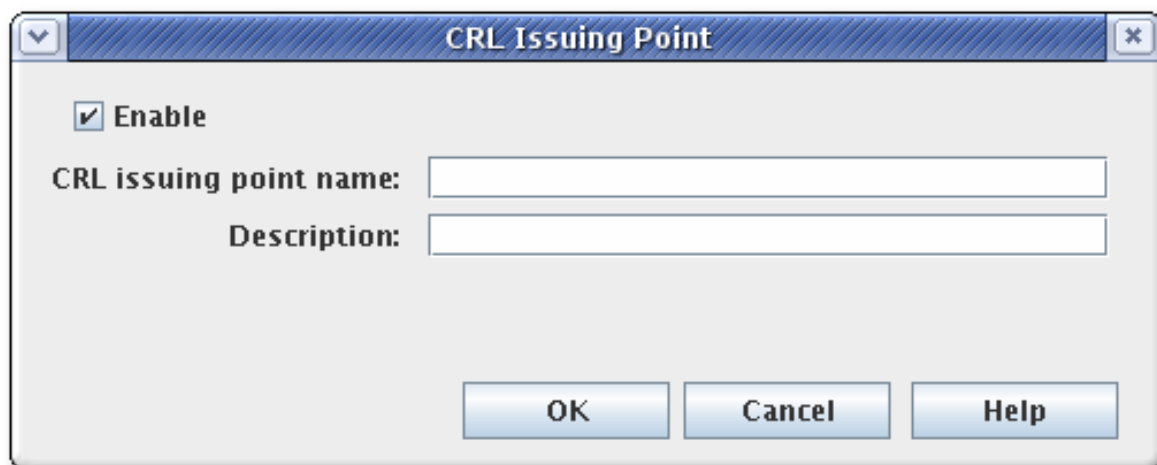 CRL Issuing Point
Enable
CRL issuing point name:
Description:
OK Cancel Help